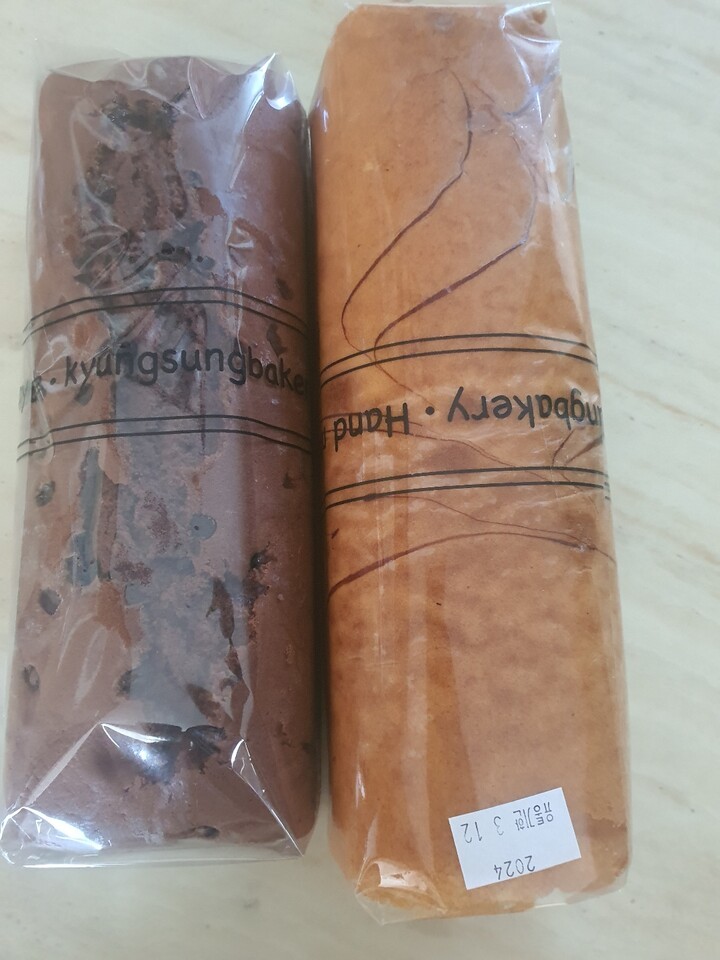 · kyungsungbake
ngbakery · Hand-
2024
유통기한 3 12